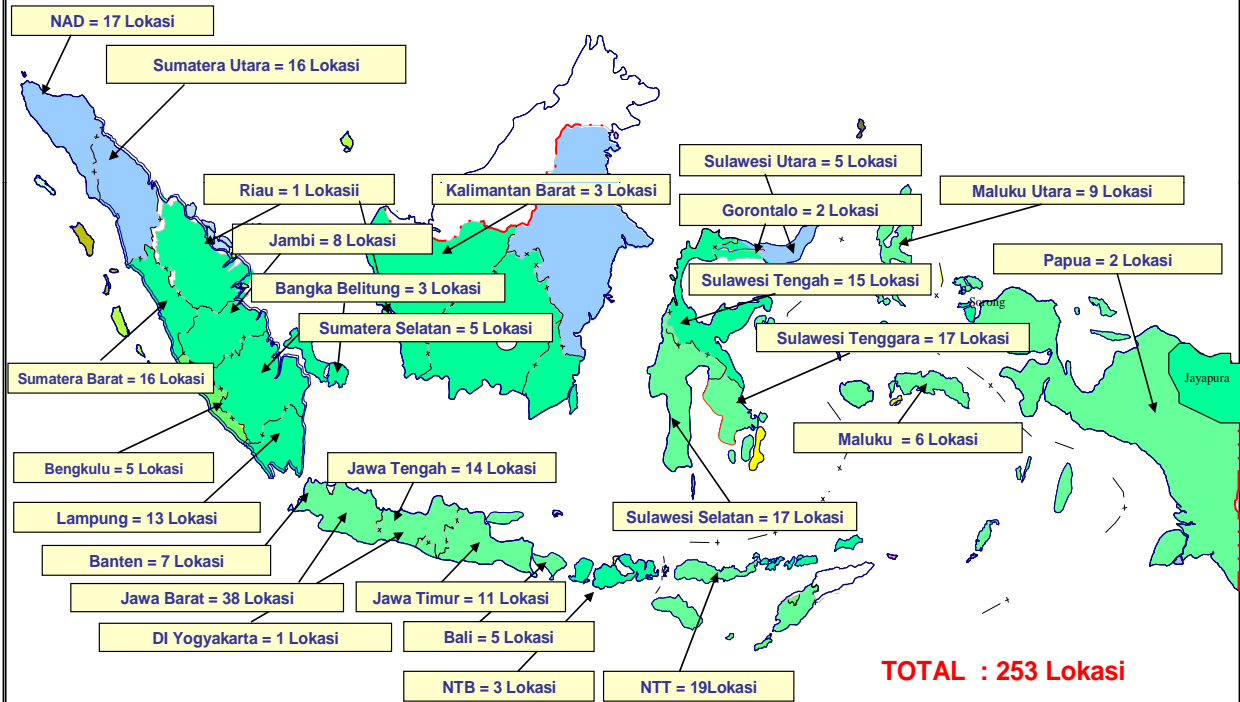 NAD = 17 Lokasi
Sumatera Utara = 16 Lokasi
Sulawesi Utara = 5 Lokasi
Riau = 1 Lokasii
Kalimantan Barat = 3 Lokasi
Maluku Utara = 9 Lokasi
Gorontalo = 2 Lokasi
Jambi = 8 Lokasi
Papua = 2 Lokasi
Bangka Belitung = 3 Lokasi
Sulawesi Tengah = 15 Lokasi
Sorong
Sumatera Selatan = 5 Lokasi
Sulawesi Tenggara = 17 Lokasi
Sumatera Barat = 16 Lokasi
Jayapura
Maluku = 6 Lokasi
Bengkulu = 5 Lokasi
Jawa Tengah = 14 Lokasi
Lampung = 13 Lokasi
Sulawesi Selatan = 17 Lokasi
Banten = 7 Lokasi
Jawa Barat = 38 Lokasi
Jawa Timur = 11 Lokasi
DI Yogyakarta = 1 Lokasi
Bali = 5 Lokasi
NTB = 3 Lokasi
NTT = 19Lokasi
TOTAL : 253 Lokasi